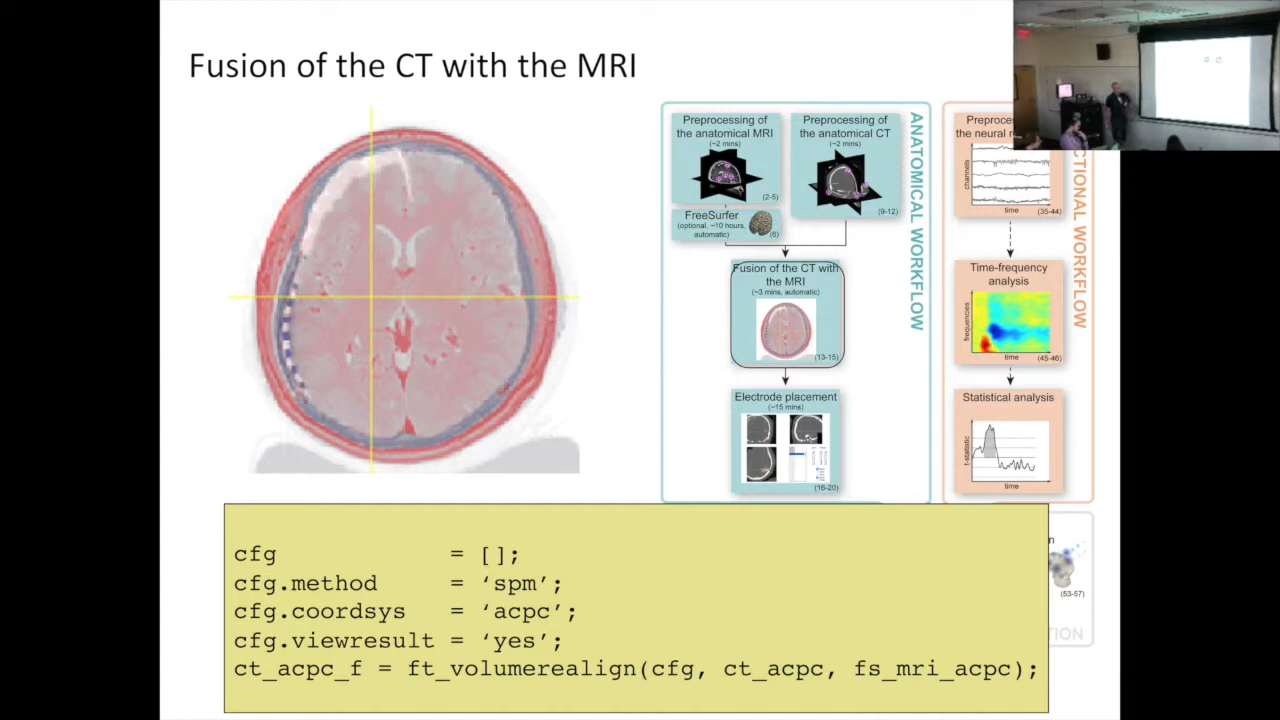 Fusion of the CT with the MRI
Preprocessing of
the anatomical MRI
(~2 mins)
(2-5)
FreeSurfer
(optional, ~10 hours,
automatic)
(6)
Preprocessing of
the anatomical CT
(~2 mins)
(9-12)
Fusion of the CT with
the MRI
(~3 mins, automatic)
(13-15)
Electrode placement
(~15 mins)
(16-20)
ANATOMICAL WORKFLOW
the neural
channels
time
(35-44)
Time-frequency
analysis
frequencies
time
(45-46)
Statistical analysis
t-statistic
time
WORKFLOW
(53-57)
cfg = [];
cfg.method = ‘spm’;
cfg.coordsys = ‘acpc’;
cfg.viewresult = ‘yes’;
ct_acpc_f = ft_volumerealign(cfg, ct_acpc, fs_mri_acpc);